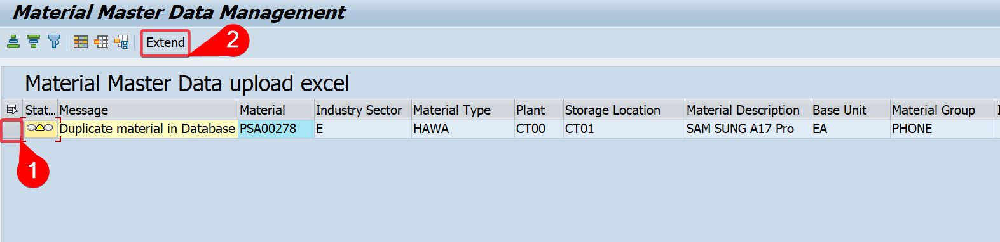 Material Master Data Management
Extend
2
Material Master Data upload excel
Stat... Message Material Industry Sector Material Type Plant Storage Location Material Description Base Unit Material Group
Duplicate material in Database PSA00278 E HAWA CT00 CT01 SAM SUNG A17 Pro EA PHONE
1